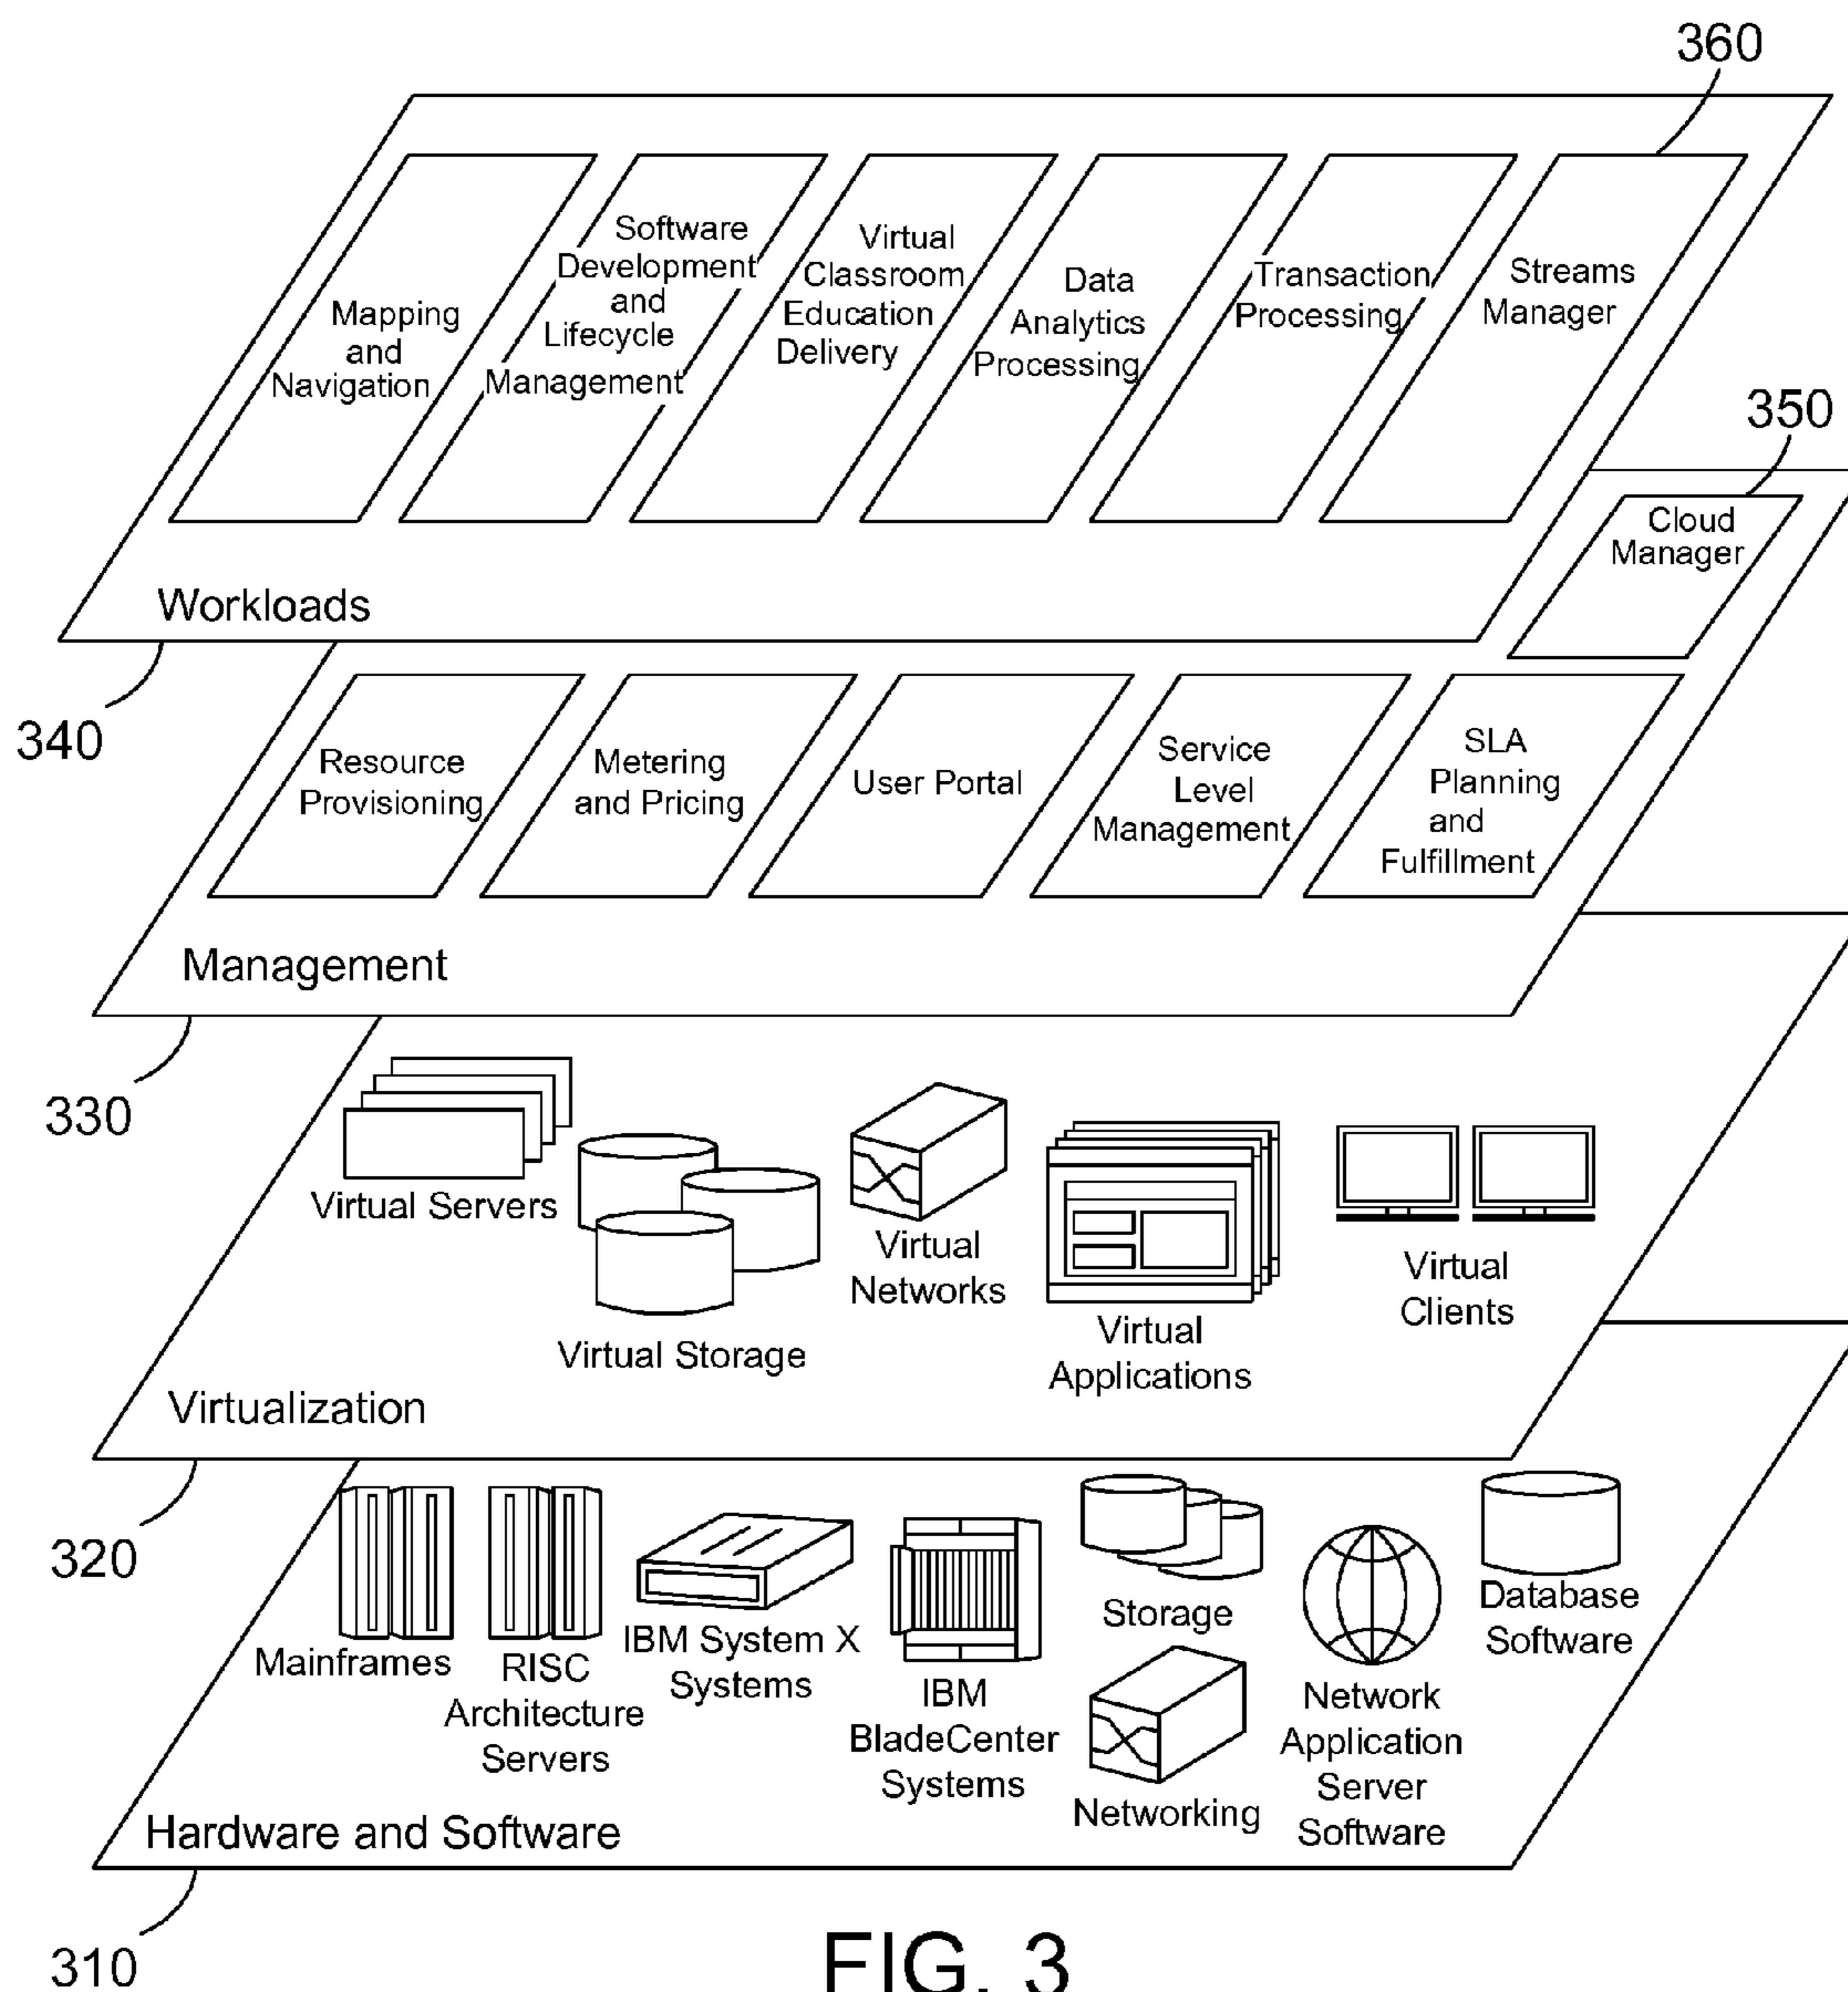 360
Mapping
and
Navigation
Software
Development
and
Lifecycle
Management
Virtual
Classroom
Education
Delivery
Data
Analytics
Processing
Transaction
Processing
Streams
Manager
350
Cloud
Manager
Workloads
340
Resource
Provisioning
Metering
and Pricing
User Portal
Service
Level
Management
SLA
Planning
and
Fulfillment
Management
330
Virtual Servers
Virtual Storage
Virtual
Networks
Virtual
Applications
Virtual
Clients
Virtualization
320
Mainframes
RISC
Architecture
Servers
IBM System X
Systems
IBM
BladeCenter
Systems
Storage
Networking
Network
Application
Server
Software
Database
Software
Hardware and Software
310
FIG. 3